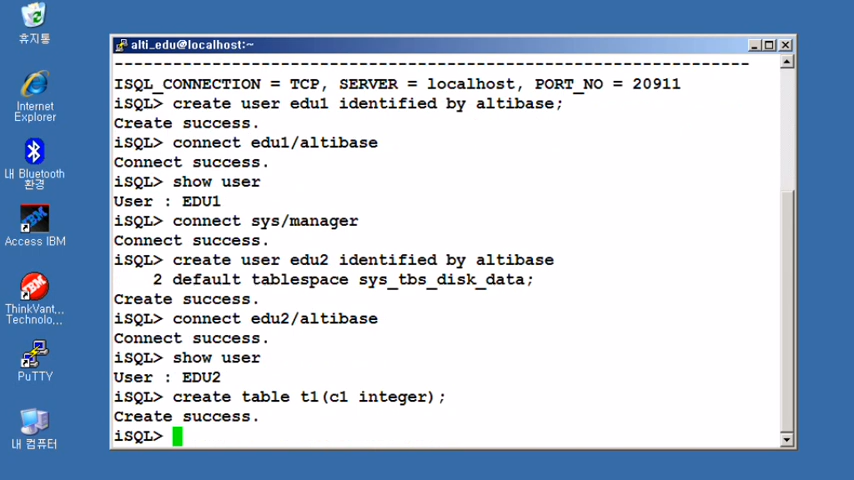 휴지통
Internet
Explorer
내 Bluetooth
환경
Access IBM
ThinkVant...
Technolo...
PuTTY
내 컴퓨터
alti_edu@localhost:~
-----------------------------------------------------------------
ISQL_CONNECTION = TCP, SERVER = localhost, PORT_NO = 20911
iSQL> create user edu1 identified by altibase;
Create success.
iSQL> connect edu1/altibase
Connect success.
iSQL> show user
User : EDU1
iSQL> connect sys/manager
Connect success.
iSQL> create user edu2 identified by altibase
    2 default tablespace sys_tbs_disk_data;
Create success.
iSQL> connect edu2/altibase
Connect success.
iSQL> show user
User : EDU2
iSQL> create table t1(c1 integer);
Create success.
iSQL>